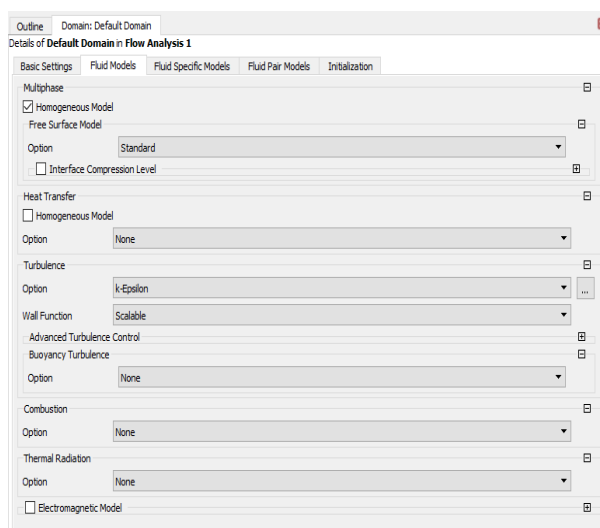 Outline Domain: Default Domain
Details of Default Domain in Flow Analysis 1
Basic Settings Fluid Models Fluid Specific Models Fluid Pair Models Initialization
Multiphase
Homogeneous Model
Free Surface Model
Option Standard
Interface Compression Level
Heat Transfer
Homogeneous Model
Option None
Turbulence
Option k-Epsilon ...
Wall Function Scalable
Advanced Turbulence Control
Buoyancy Turbulence
Option None
Combustion
Option None
Thermal Radiation
Option None
Electromagnetic Model